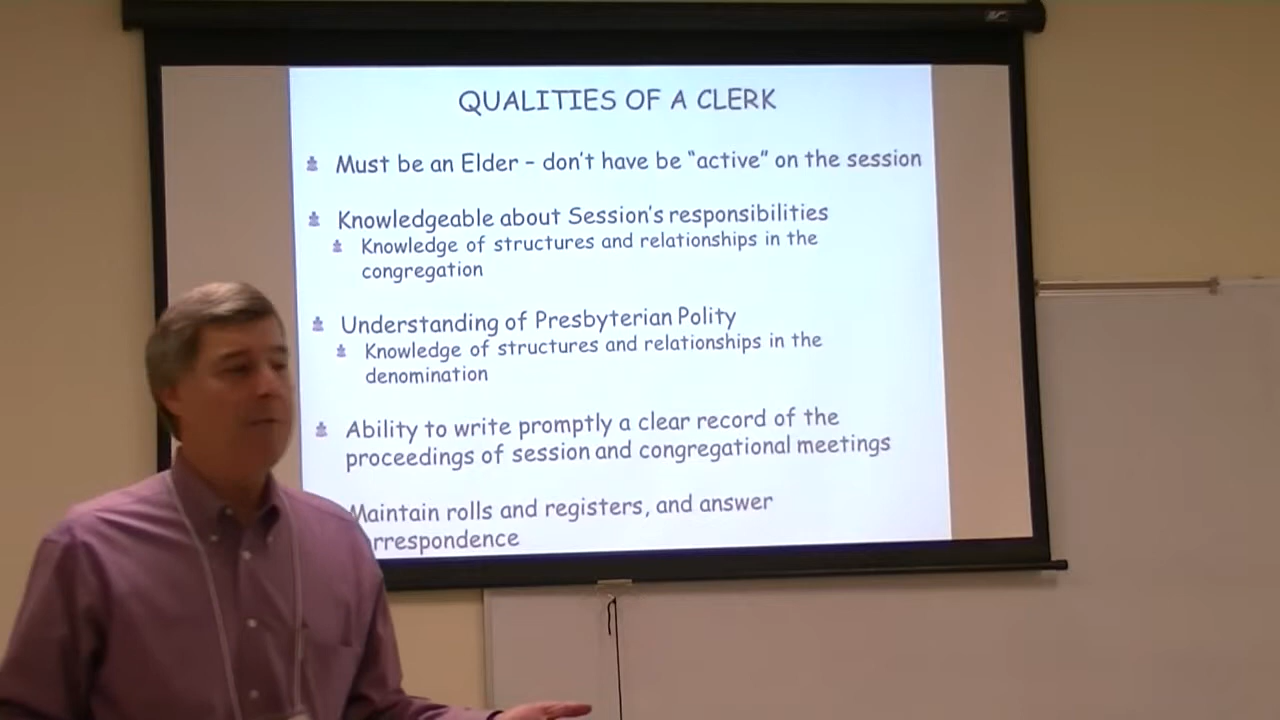 QUALITIES OF A CLERK
Must be an Elder – don't have be “active” on the session
Knowledgeable about Session's responsibilities
Knowledge of structures and relationships in the
congregation
Understanding of Presbyterian Polity
Knowledge of structures and relationships in the
denomination
Ability to write promptly a clear record of the
proceedings of session and congregational meetings
Maintain rolls and registers, and answer
rrespondence